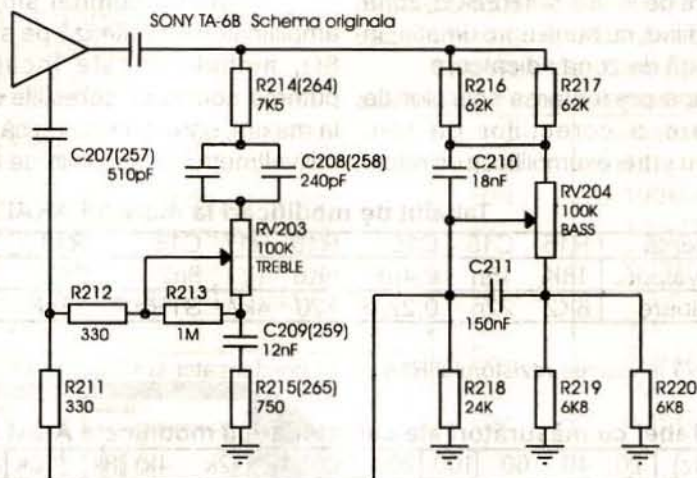 SONY TA-6B Schema originala
R214(264)
7K5
R216
62K
R217
62K
C207(257)
510pF
C208(258)
240pF
C210
18nF
RV204
100K
BASS
RV203
100K
TREBLE
C211
150nF
R212
330
R213
1M
C209(259)
12nF
R211
330
R215(265)
750
R218
24K
R219
6K8
R220
6K8